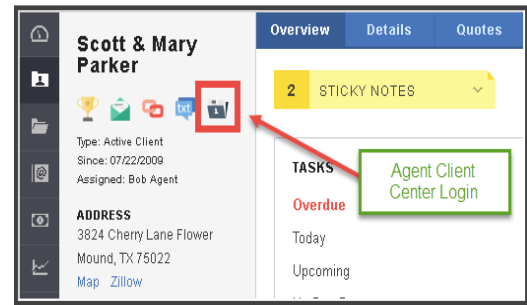 Overview Details Quotes
Scott & Mary
Parker
2 STICKY NOTES
txt
Type: Active Client
Since: 07/22/2009
Assigned: Bob Agent
TASKS
Agent Client
Center Login
Overdue
ADDRESS
3824 Cherry Lane Flower
Mound, TX 75022
Map Zillow
Today
Upcoming